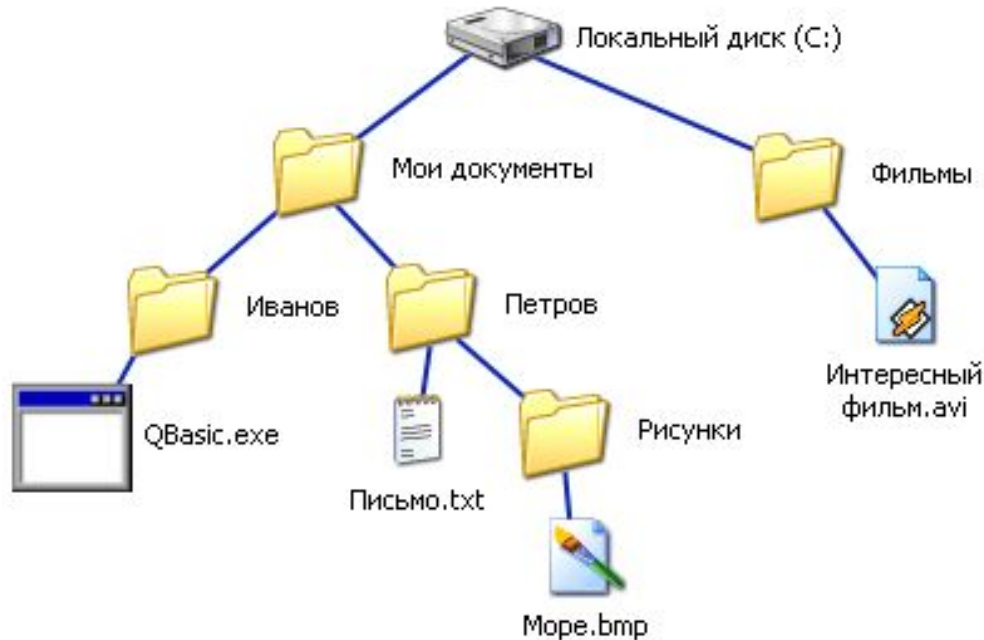 Локальный диск (C:)
Мои документы
Фильмы
Иванов
Петров
Интересный
фильм.avi
QBasic.exe
Рисунки
Письмо.txt
Море.bmp